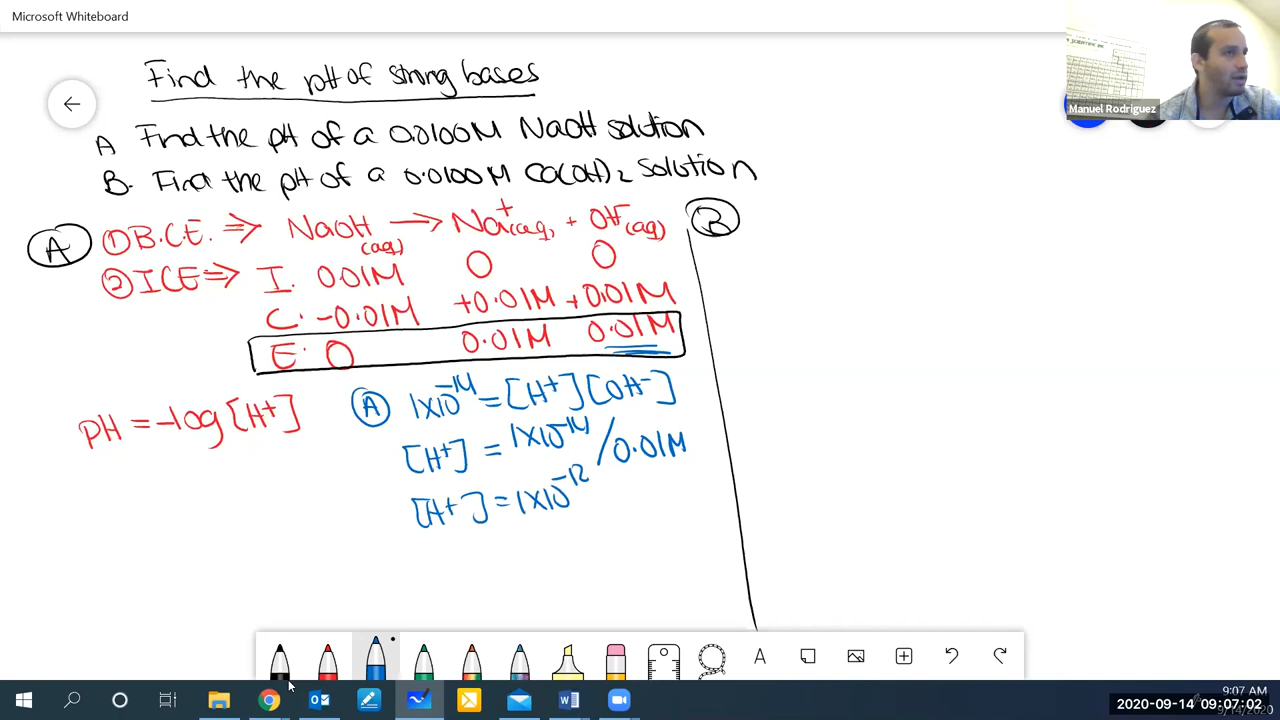 Microsoft Whiteboard
Find the pH of strong bases
A Find the pH of a 0.0100M NaOH solution
B. Find the pH of a 0.0100M Ca(OH)2 solution
A ① B.C.E. ⇒ NaOH (aq) → Na+ (aq) + OH- (aq)
② ICE ⇒ I. 0.01M 0 0
C. -0.01M +0.01M +0.01M
E. 0 0.01M 0.01M
PH = -log [H+]
A 1x10-14 = [H+][OH-]
[H+] = 1x10-14 / 0.01M
[H+] = 1x10-12
B
Manuel Rodriguez
A
9:07 AM
2020-09-14 09:07:02